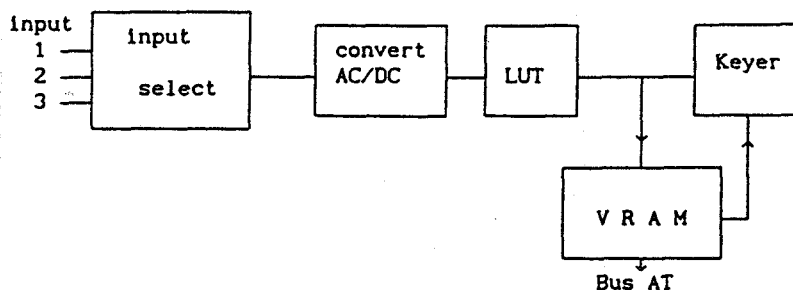 input
1
2
3
input
select
convert
AC/DC
LUT
Keyer
V R A M
Bus AT